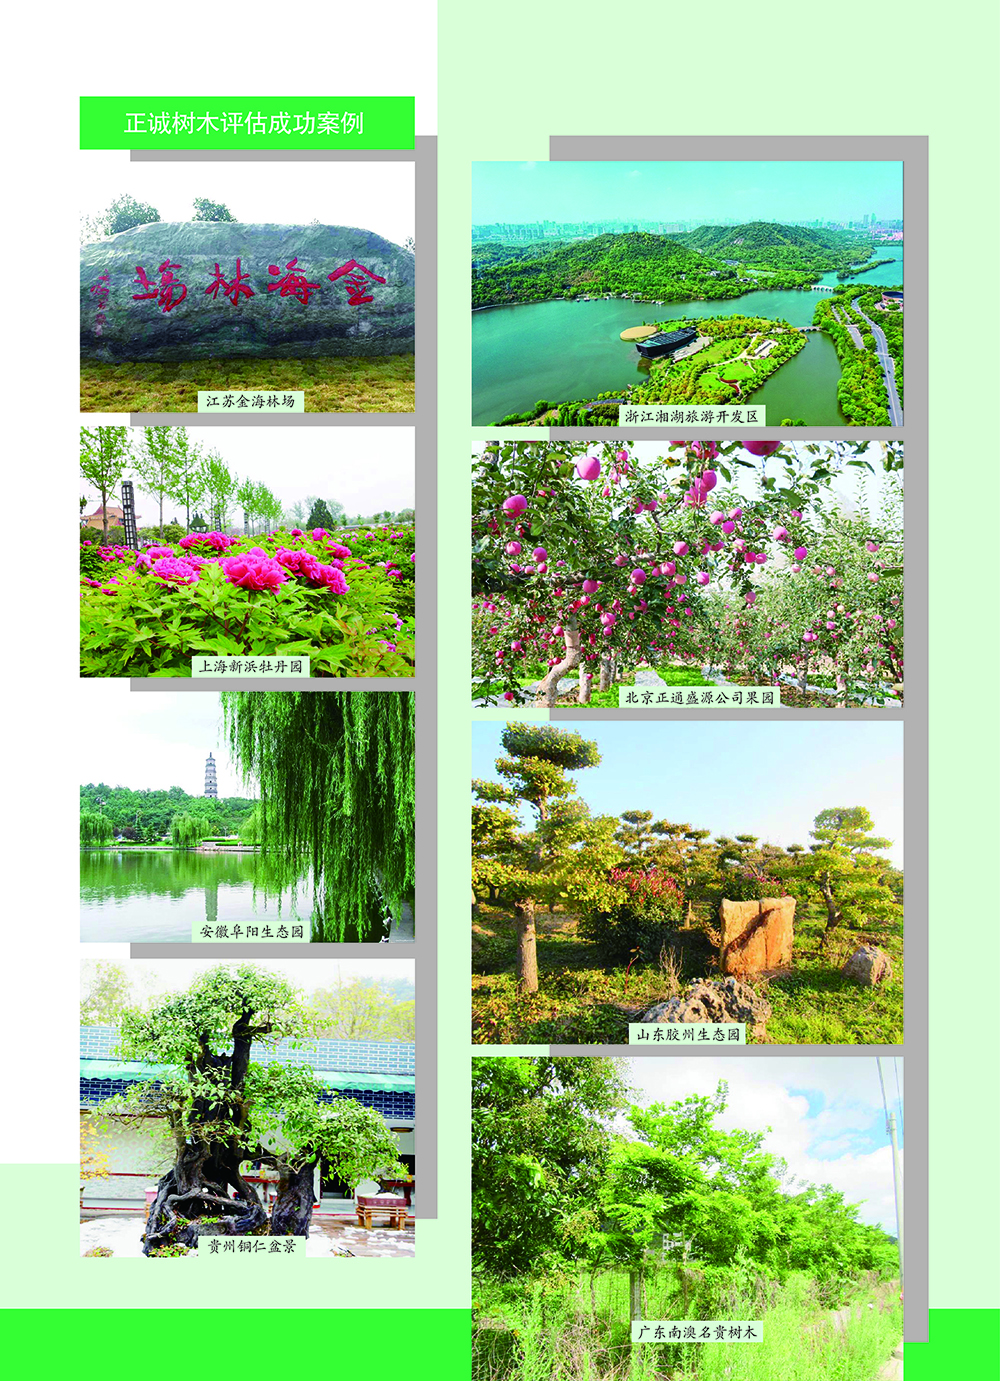 正诚树木评估成功案例
金海林場
江苏金海林场
上海新浜牡丹园
安徽阜阳生态园
貴州铜仁盆景
浙江湘湖旅游开发区
北京正通盛源公司果园
山东胶州生态园
广东南澳名贵树木